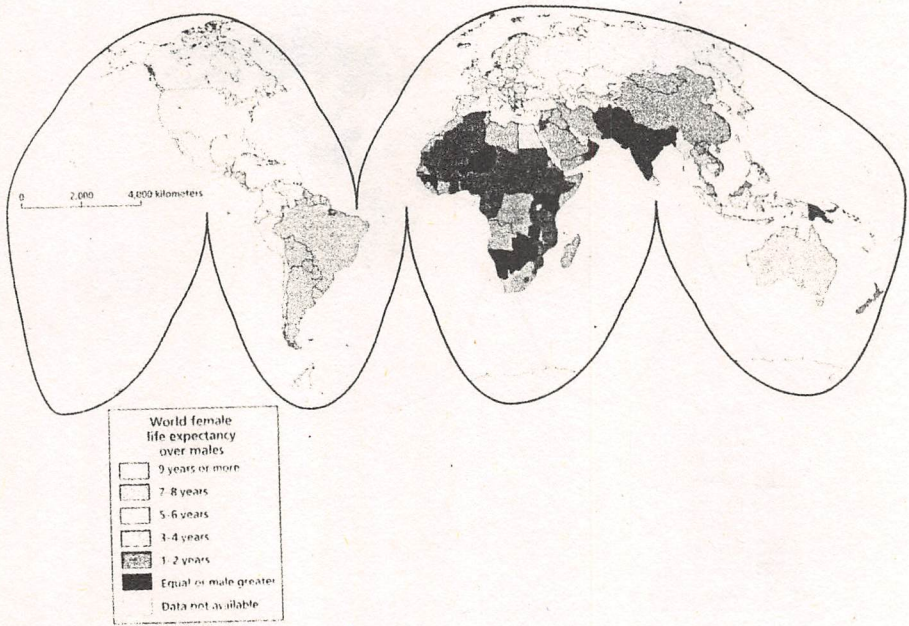 0 2,000 4,000 kilometers
World female
life expectancy
over males
9 years or more
7-8 years
5-6 years
3-4 years
1-2 years
Equal or male greater
Data not available